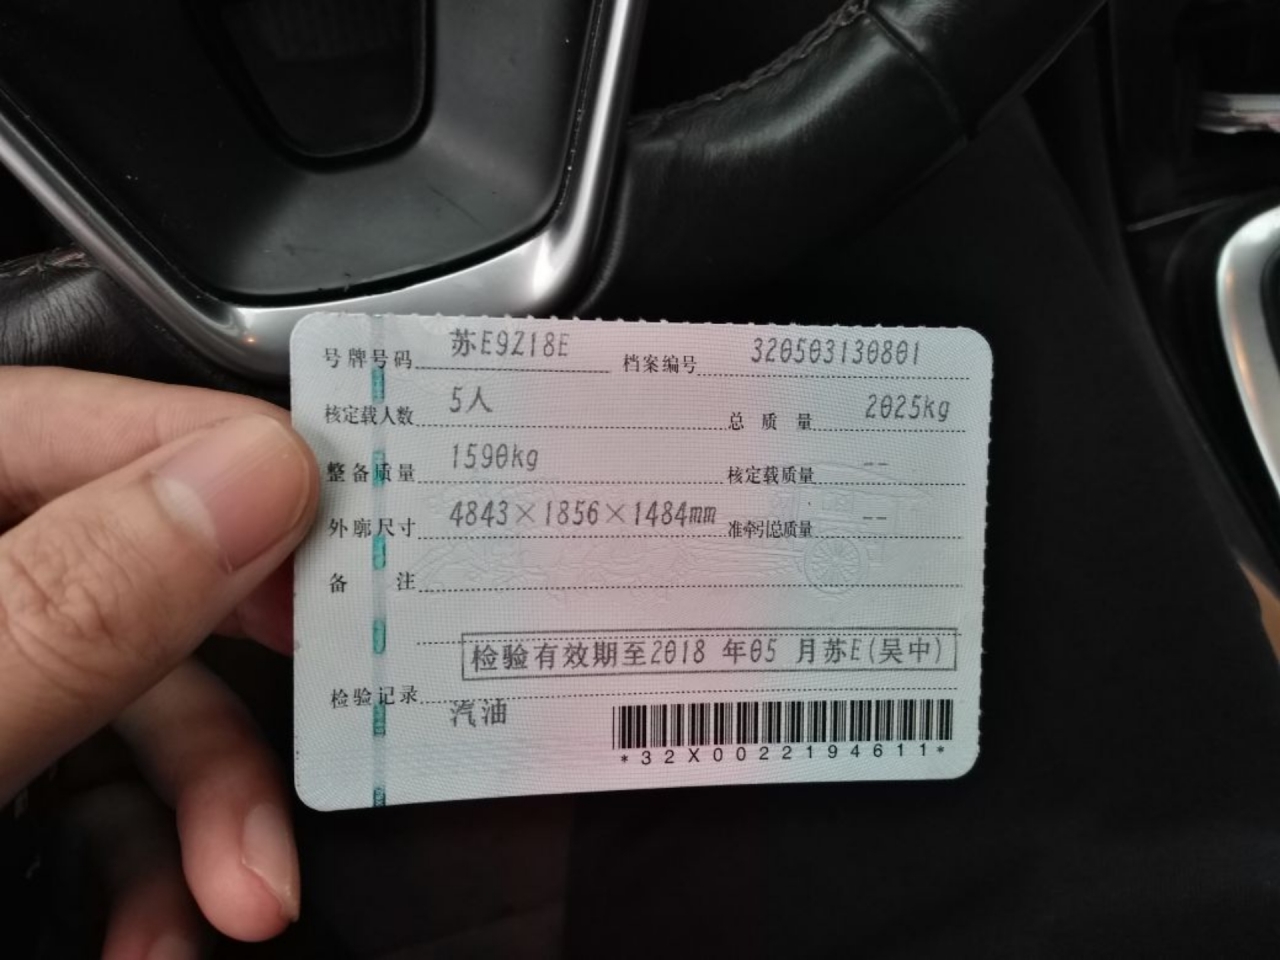 号牌号码 苏E9Z18E 档案编号 320503130801
核定载人数 5人 总质量 2025kg
整备质量 1590kg 核定载质量 --
外廓尺寸 4843×1856×1484mm 准牵引总质量 --
备注
检验有效期至2018年05月苏E(吴中)
检验记录
汽油
*32X0022194611*